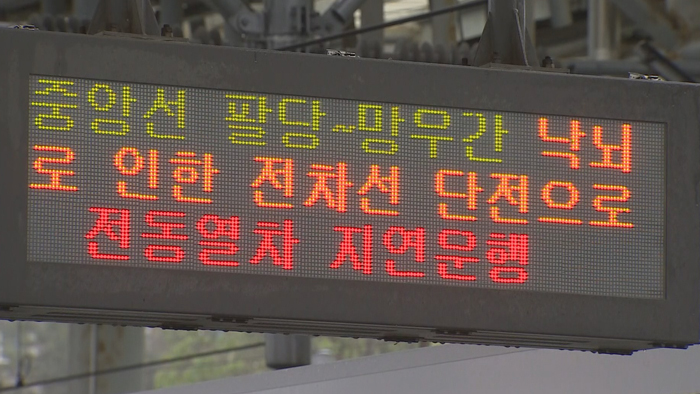 중앙선 팔당~망우간 낙뇌
로 인한 전차선 단전으로
전동열차 지연운행